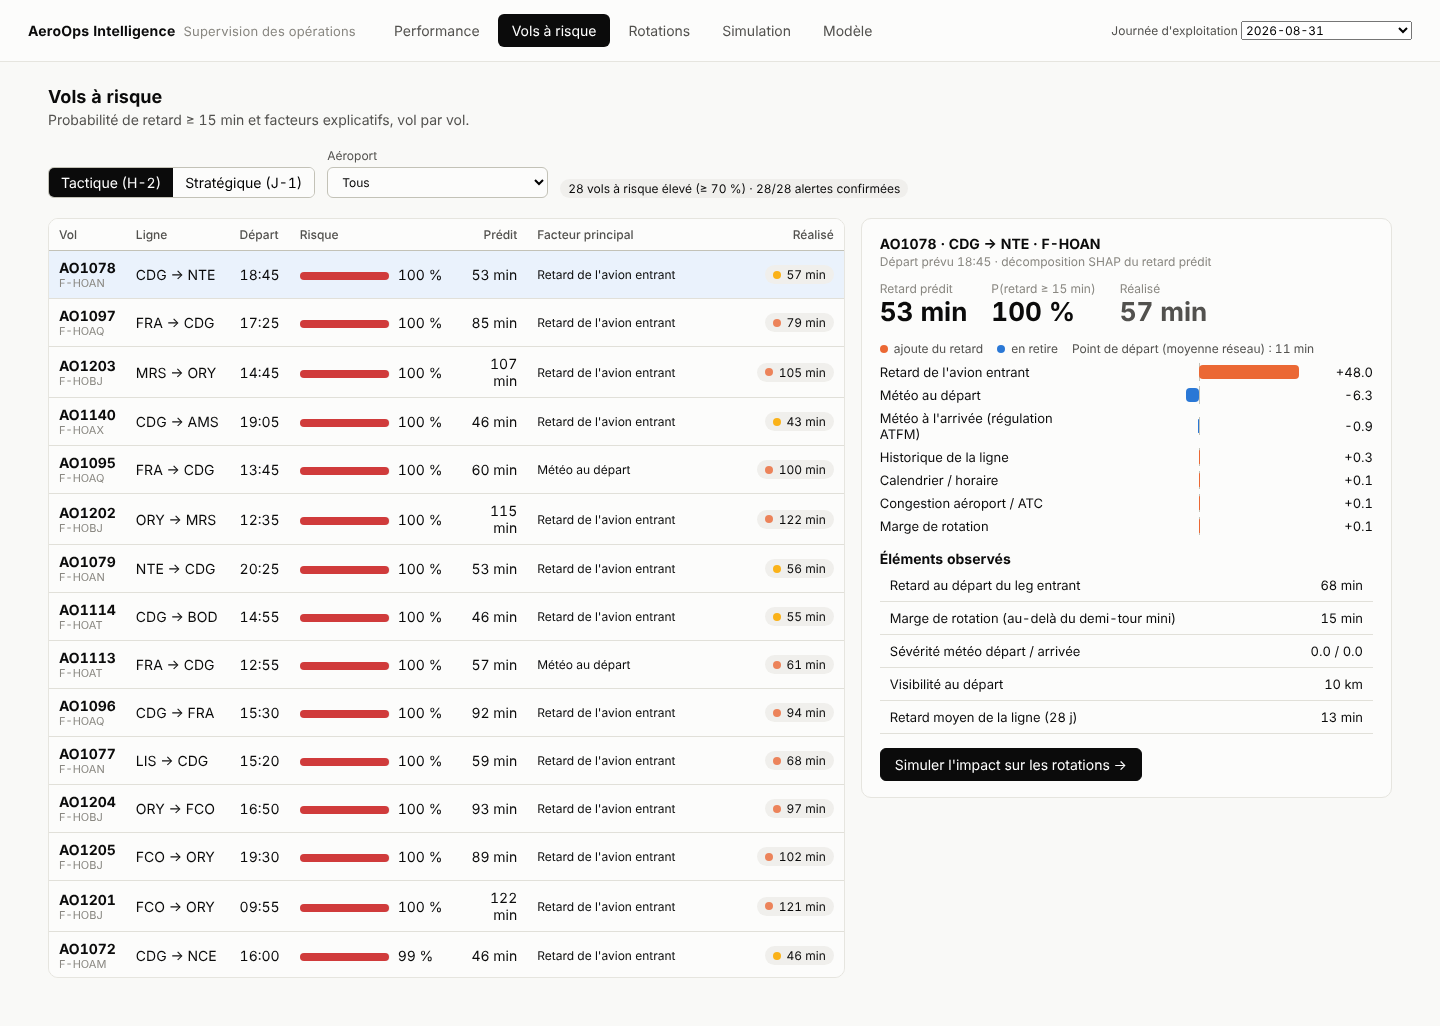 AeroOps Intelligence Supervision des opérations Performance Vols à risque Rotations Simulation Modèle Journée d'exploitation 2026-08-31
Vols à risque
Probabilité de retard ≥ 15 min et facteurs explicatifs, vol par vol.
Aéroport
Tactique (H-2) Stratégique (J-1) Tous 28 vols à risque élevé (≥ 70 %) · 28/28 alertes confirmées
Vol Ligne Départ Risque Prédit Facteur principal Réalisé
AO1078 CDG → NTE 18:45 100 % 53 min Retard de l'avion entrant 57 min
F-HOAN
AO1097 FRA → CDG 17:25 100 % 85 min Retard de l'avion entrant 79 min
F-HOAQ
AO1203 MRS → ORY 14:45 100 % 107 min Retard de l'avion entrant 105 min
F-HOBJ
AO1140 CDG → AMS 19:05 100 % 46 min Retard de l'avion entrant 43 min
F-HOAX
AO1095 FRA → CDG 13:45 100 % 60 min Météo au départ 100 min
F-HOAQ
AO1202 ORY → MRS 12:35 100 % 115 min Retard de l'avion entrant 122 min
F-HOBJ
AO1079 NTE → CDG 20:25 100 % 53 min Retard de l'avion entrant 56 min
F-HOAN
AO1114 CDG → BOD 14:55 100 % 46 min Retard de l'avion entrant 55 min
F-HOAT
AO1113 FRA → CDG 12:55 100 % 57 min Météo au départ 61 min
F-HOAT
AO1096 CDG → FRA 15:30 100 % 92 min Retard de l'avion entrant 94 min
F-HOAQ
AO1077 LIS → CDG 15:20 100 % 59 min Retard de l'avion entrant 68 min
F-HOAN
AO1204 ORY → FCO 16:50 100 % 93 min Retard de l'avion entrant 97 min
F-HOBJ
AO1205 FCO → ORY 19:30 100 % 89 min Retard de l'avion entrant 102 min
F-HOBJ
AO1201 FCO → ORY 09:55 100 % 122 min Retard de l'avion entrant 121 min
F-HOBJ
AO1072 CDG → NCE 16:00 99 % 46 min Retard de l'avion entrant 46 min
F-HOAM
AO1078 · CDG → NTE · F-HOAN
Départ prévu 18:45 · décomposition SHAP du retard prédit
Retard prédit P(retard ≥ 15 min) Réalisé
53 min 100 % 57 min
ajoute du retard en retire Point de départ (moyenne réseau) : 11 min
Retard de l'avion entrant +48.0
Météo au départ -6.3
Météo à l'arrivée (régulation
ATFM) -0.9
Historique de la ligne +0.3
Calendrier / horaire +0.1
Congestion aéroport / ATC +0.1
Marge de rotation +0.1
Éléments observés
Retard au départ du leg entrant 68 min
Marge de rotation (au-delà du demi-tour mini) 15 min
Sévérité météo départ / arrivée 0.0 / 0.0
Visibilité au départ 10 km
Retard moyen de la ligne (28 j) 13 min
Simuler l'impact sur les rotations →